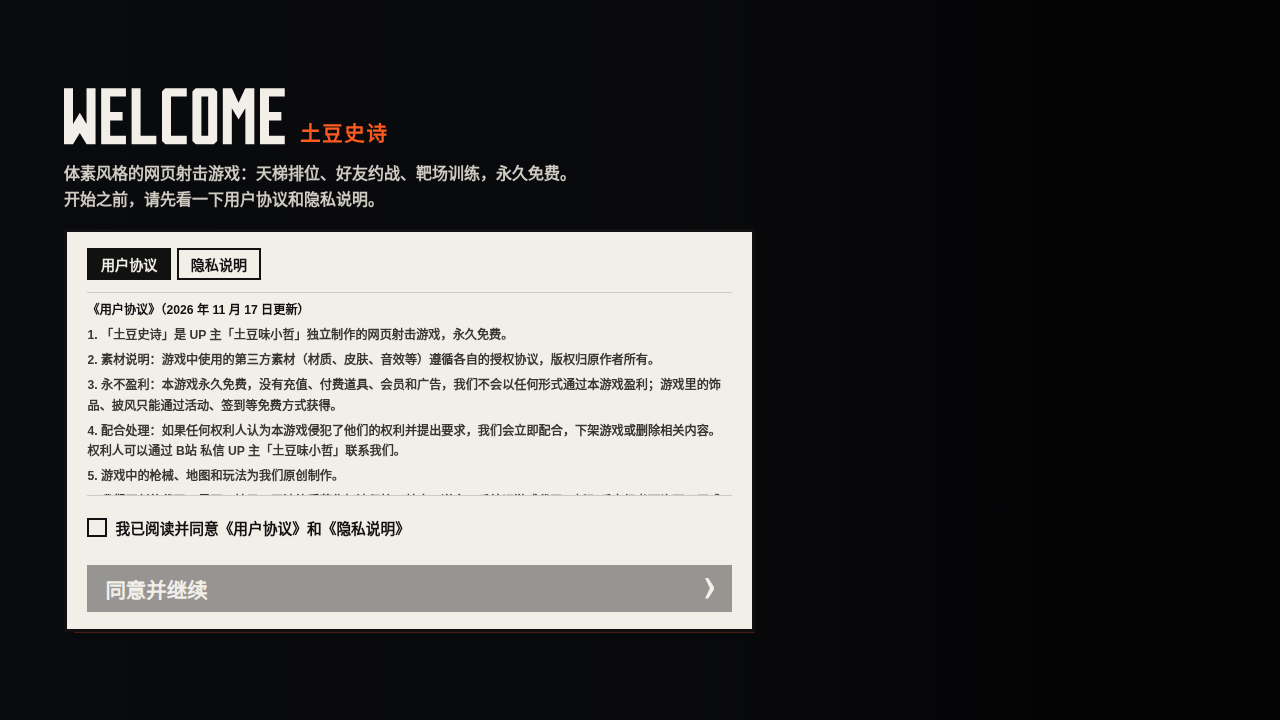 WELCOME 土豆史诗
体素风格的网页射击游戏：天梯排位、好友约战、靶场训练，永久免费。
开始之前，请先看一下用户协议和隐私说明。
用户协议 隐私说明
《用户协议》（2026 年 11 月 17 日更新）
1. 「土豆史诗」是 UP 主「土豆味小哲」独立制作的网页射击游戏，永久免费。
2. 素材说明：游戏中使用的第三方素材（材质、皮肤、音效等）遵循各自的授权协议，版权归原作者所有。
3. 永不盈利：本游戏永久免费，没有充值、付费道具、会员和广告，我们不会以任何形式通过本游戏盈利；游戏里的饰
品、披风只能通过活动、签到等免费方式获得。
4. 配合处理：如果任何权利人认为本游戏侵犯了他们的权利并提出要求，我们会立即配合，下架游戏或删除相关内容。
权利人可以通过 B站 私信 UP 主「土豆味小哲」联系我们。
5. 游戏中的枪械、地图和玩法为我们原创制作。
我已阅读并同意《用户协议》和《隐私说明》
同意并继续 》